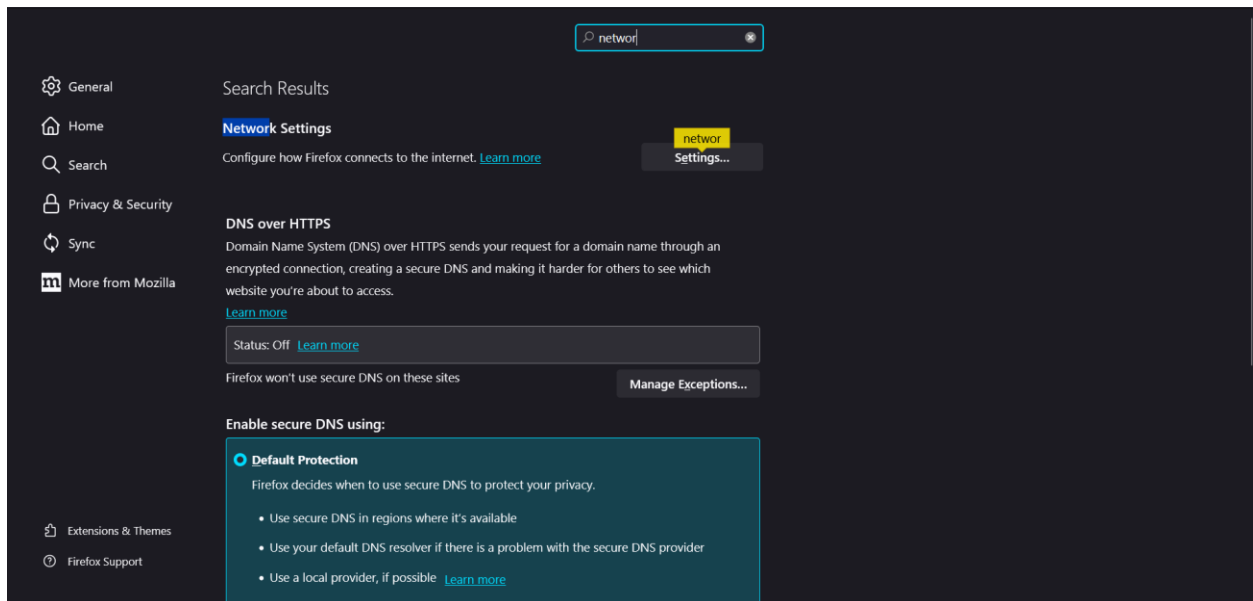 networ
General
Home
Search
Privacy & Security
Sync
m More from Mozilla
Extensions & Themes
Firefox Support
Search Results
Network Settings
networ
Configure how Firefox connects to the internet. Learn more
Settings...
DNS over HTTPS
Domain Name System (DNS) over HTTPS sends your request for a domain name through an
encrypted connection, creating a secure DNS and making it harder for others to see which
website you're about to access.
Learn more
Status: Off Learn more
Firefox won't use secure DNS on these sites
Manage Exceptions...
Enable secure DNS using:
Default Protection
Firefox decides when to use secure DNS to protect your privacy.
• Use secure DNS in regions where it's available
• Use your default DNS resolver if there is a problem with the secure DNS provider
• Use a local provider, if possible Learn more